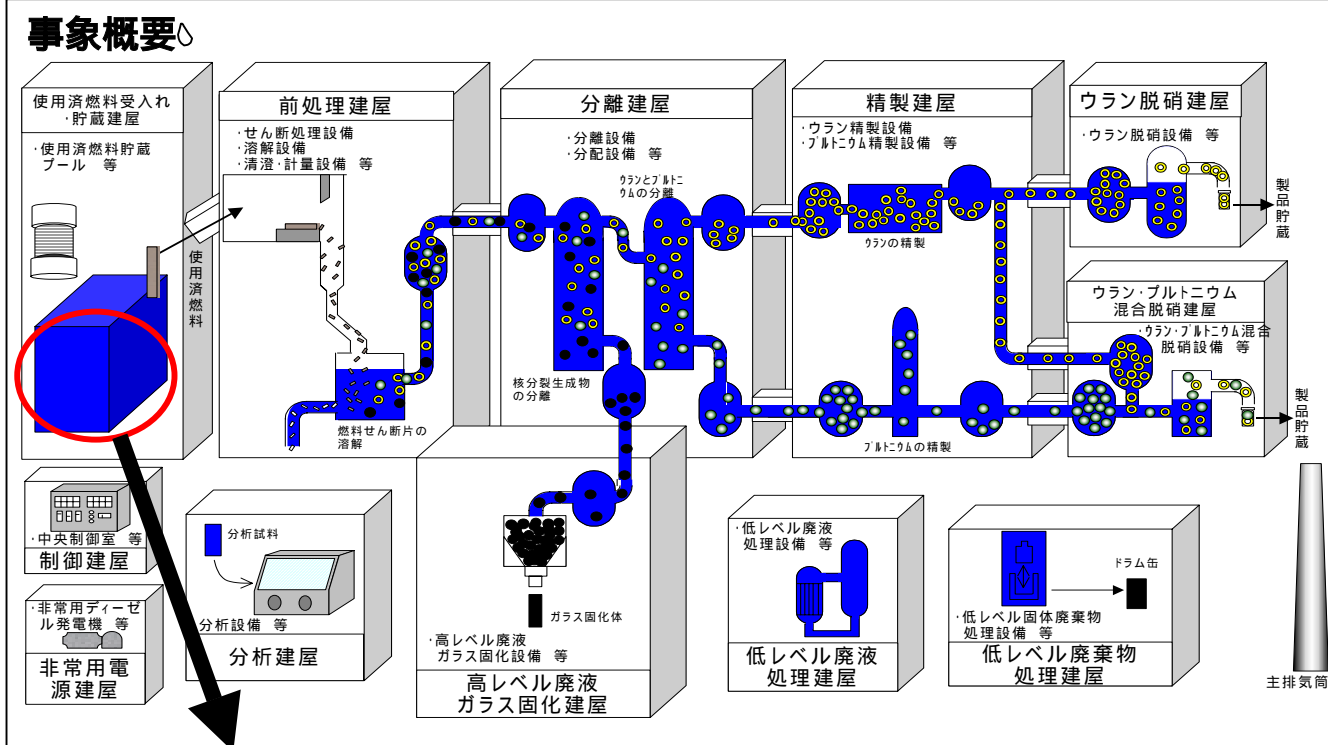 事象概要
使用済燃料受入れ
・貯蔵建屋
・使用済燃料貯蔵
プール 等
使用済燃料
前処理建屋
・せん断処理設備
・溶解設備
・清澄・計量設備 等
燃料せん断片の
溶解
分離建屋
・分離設備
・分配設備 等
ウランとプルトニ
ウムの分離
核分裂生成物
の分離
精製建屋
・ウラン精製設備
・プルトニウム精製設備 等
ウランの精製
プルトニウムの精製
ウラン脱硝建屋
・ウラン脱硝設備 等
製品貯蔵
ウラン・プルトニウム
混合脱硝建屋
・ウラン・プルトニウム混合
脱硝設備 等
製品貯蔵
・中央制御室 等
制御建屋
・非常用ディーゼ
ル発電機 等
非常用電
源建屋
分析試料
分析設備 等
分析建屋
ガラス固化体
・高レベル廃液
ガラス固化設備 等
高レベル廃液
ガラス固化建屋
・低レベル廃液
処理設備 等
低レベル廃液
処理建屋
ドラム缶
・低レベル固体廃棄物
処理設備 等
低レベル廃棄物
処理建屋
主排気筒